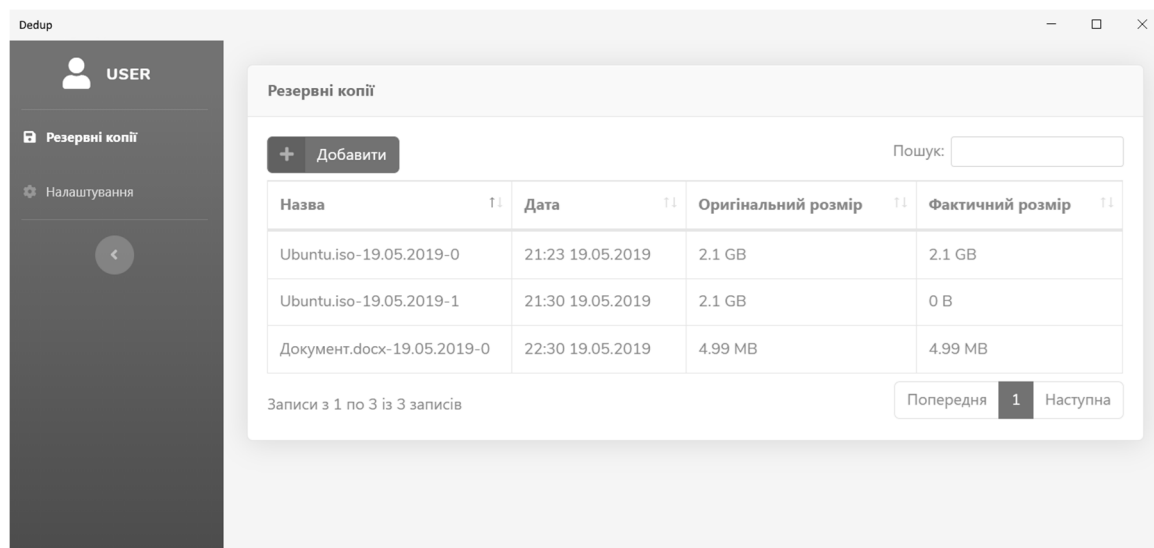 Dedup
USER
Резервні копії
Налаштування
Резервні копії
Добавити
Пошук:
Назва Дата Оригінальний розмір Фактичний розмір
Ubuntu.iso-19.05.2019-0 21:23 19.05.2019 2.1 GB 2.1 GB
Ubuntu.iso-19.05.2019-1 21:30 19.05.2019 2.1 GB 0 B
Документ.docx-19.05.2019-0 22:30 19.05.2019 4.99 MB 4.99 MB
Записи з 1 по 3 із 3 записів
Попередня 1 Наступна